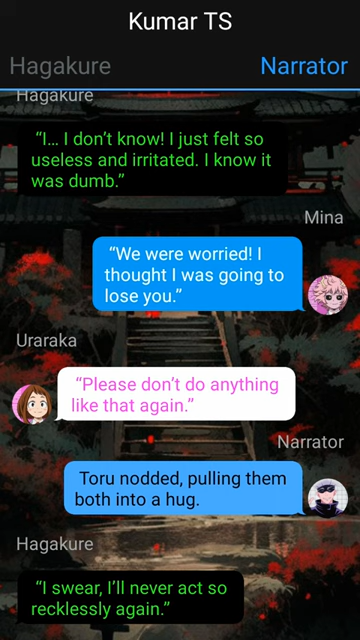 Kumar TS
Hagakure
Narrator
Hagakure
“I... I don’t know! I just felt so
useless and irritated. I know it
was dumb.”
Mina
“We were worried! I
thought I was going to
lose you.”
Uraraka
“Please don’t do anything
like that again.”
Narrator
Toru nodded, pulling them
both into a hug.
Hagakure
“I swear, I’ll never act so
recklessly again.”